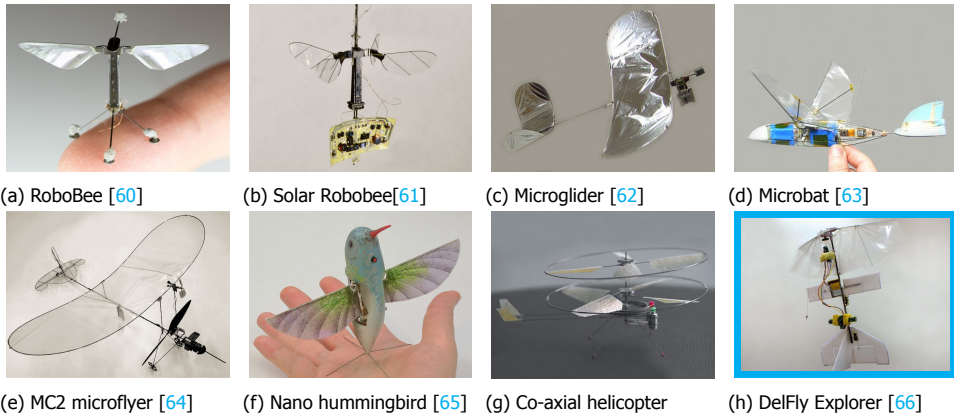 (a) RoboBee [60]
(b) Solar Robobee[61]
(c) Microglider [62]
(d) Microbat [63]
(e) MC2 microflyer [64]
(f) Nano hummingbird [65]
(g) Co-axial helicopter
(h) DelFly Explorer [66]